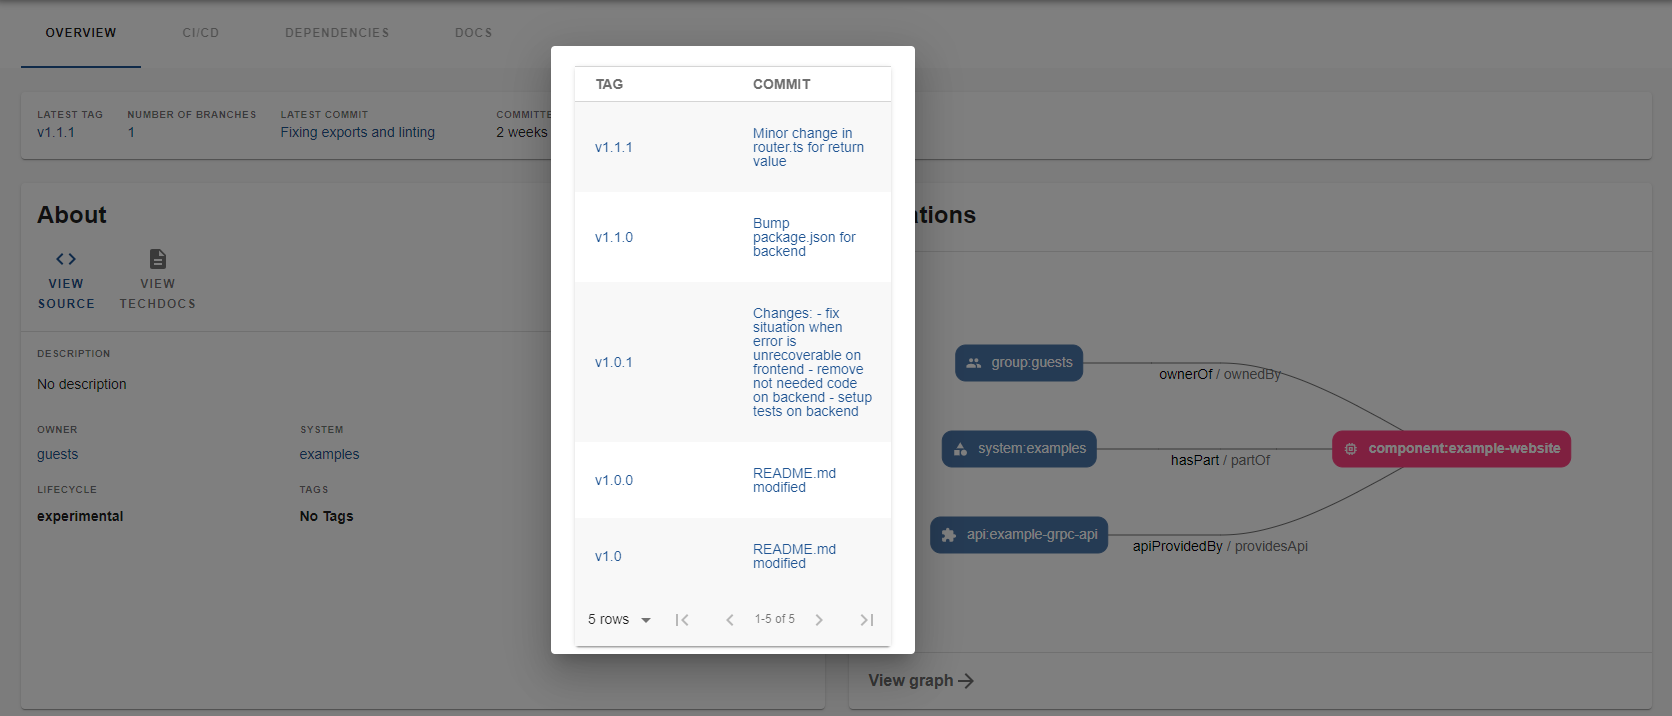 OVERVIEW
CI/CD
DEPENDENCIES
DOCS
LATEST TAG
v1.1.1
NUMBER OF BRANCHES
1
LATEST COMMIT
Fixing exports and linting
2 weeks
About
VIEW
SOURCE
VIEW
TECHDOCS
DESCRIPTION
No description
OWNER
guests
SYSTEM
examples
LIFECYCLE
experimental
TAGS
No Tags
TAG
COMMIT
v1.1.1
Minor change in
router.ts for return
value
v1.1.0
Bump
package.json for
backend
v1.0.1
Changes: - fix
situation when
error is
unrecoverable on
frontend - remove
not needed code
on backend - setup
tests on backend
v1.0.0
README.md
modified
v1.0
README.md
modified
5 rows
1-5 of 5
group:guests
ownerOf / ownedBy
system:examples
hasPart / partOf
component:example-website
api:example-grpc-api
apiProvidedBy / providesApi
View graph